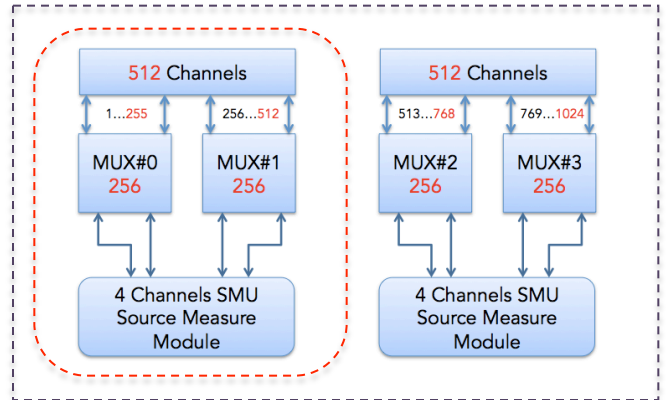 512 Channels
512 Channels
1...255
256...512
513...768
769...1024
MUX#0
256
MUX#1
256
MUX#2
256
MUX#3
256
4 Channels SMU
Source Measure
Module
4 Channels SMU
Source Measure
Module